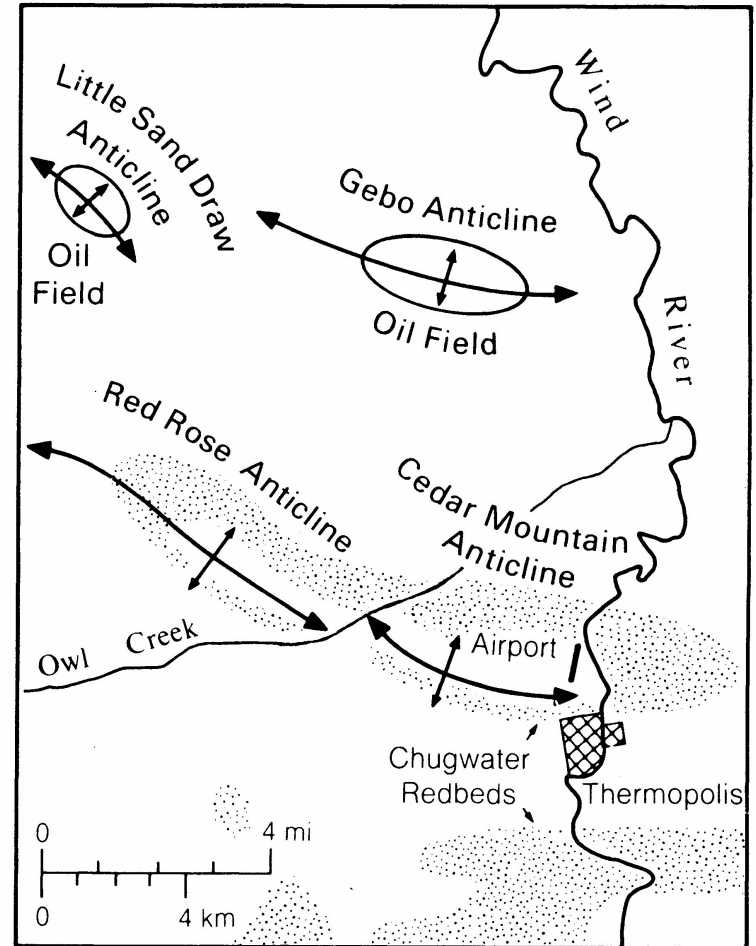 Wind
River
Little Sand Draw
Anticline
Oil
Field
Gebo Anticline
Oil Field
Red Rose Anticline
Cedar Mountain
Anticline
Owl Creek
Airport
Chugwater
Redbeds
Thermopolis
0 4 mi
0 4 km